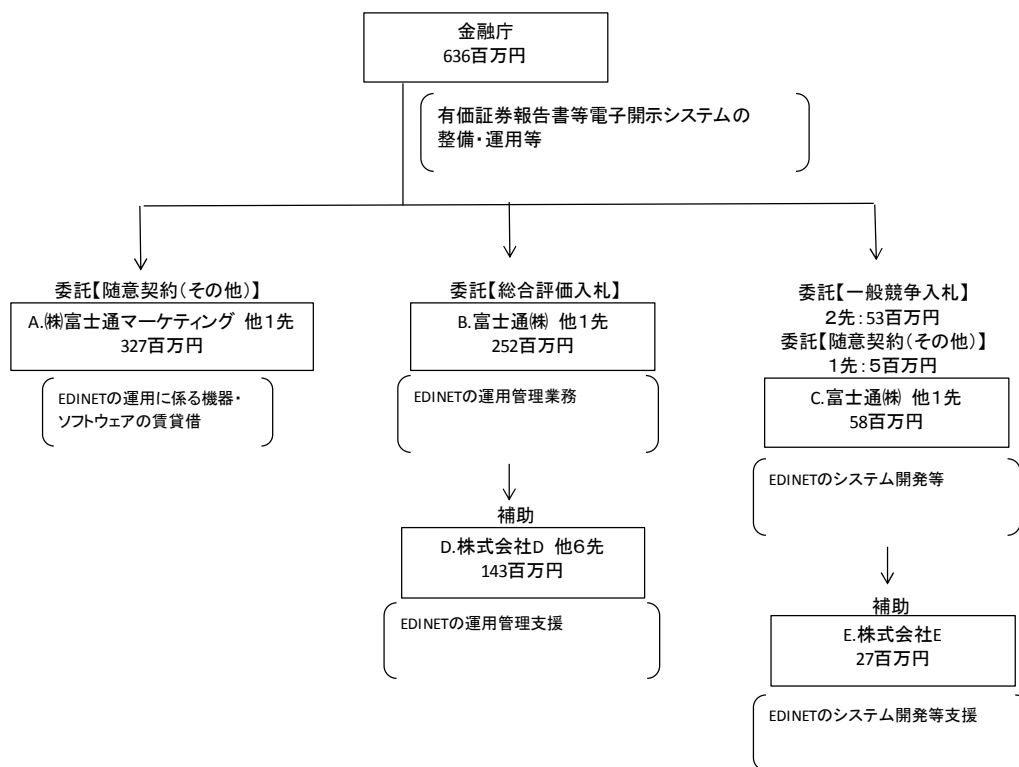 金融庁
636百万円
有価証券報告書等電子開示システムの
整備・運用等
委託【随意契約(その他)】
A.㈱富士通マーケティング 他1先
327百万円
EDINETの運用に係る機器・
ソフトウェアの賃貸借
委託【総合評価入札】
B.富士通㈱ 他1先
252百万円
EDINETの運用管理業務
補助
D.株式会社D 他6先
143百万円
EDINETの運用管理支援
委託【一般競争入札】
2先:53百万円
委託【随意契約(その他)】
1先:5百万円
C.富士通㈱ 他1先
58百万円
EDINETのシステム開発等
補助
E.株式会社E
27百万円
EDINETのシステム開発等支援